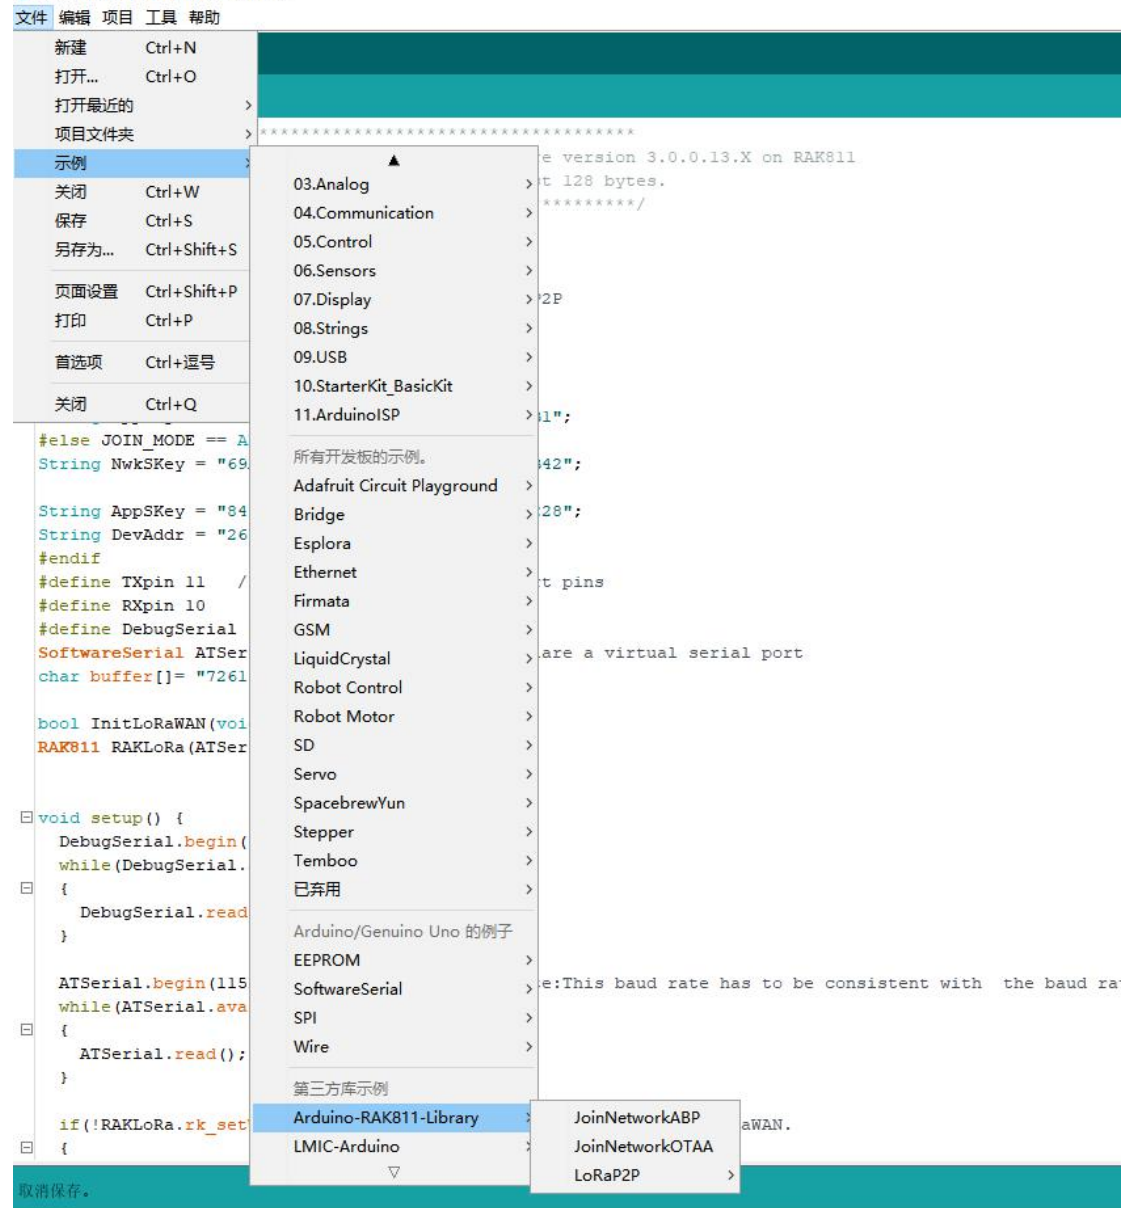 文件 编辑 项目 工具 帮助
新建 Ctrl+N
打开... Ctrl+O
打开最近的
项目文件夹
示例
关闭 Ctrl+W
保存 Ctrl+S
另存为... Ctrl+Shift+S
页面设置 Ctrl+Shift+P
打印 Ctrl+P
首选项 Ctrl+逗号
关闭 Ctrl+Q
03.Analog
04.Communication
05.Control
06.Sensors
07.Display
08.Strings
09.USB
10.StarterKit_BasicKit
11.ArduinoISP
所有开发板的示例。
Adafruit Circuit Playground
Bridge
Esplora
Ethernet
Firmata
GSM
LiquidCrystal
Robot Control
Robot Motor
SD
Servo
SpacebrewYun
Stepper
Temboo
已弃用
Arduino/Genuino Uno 的例子
EEPROM
SoftwareSerial
SPI
Wire
第三方库示例
Arduino-RAK811-Library
LMIC-Arduino
JoinNetworkABP
JoinNetworkOTAA
LoRaP2P
***********************************
version 3.0.0.13.X on RAK811
128 bytes.
*********/
P2P
";
#else JOIN_MODE == A
String NwkSKey = "69 42";
String AppSKey = "84 28";
String DevAddr = "26
#endif
#define TXpin 11 / pins
#define RXpin 10
#define DebugSerial
SoftwareSerial ATSer are a virtual serial port
char buffer[]= "7261
bool InitLoRaWAN(voi
RAK811 RAKLoRa(ATSer
void setup() {
DebugSerial.begin(
while(DebugSerial.
{
DebugSerial.read
}
ATSerial.begin(115 e:This baud rate has to be consistent with the baud ra
while(ATSerial.ava
{
ATSerial.read();
}
if(!RAKLoRa.rk_set aWAN.
{
取消保存。